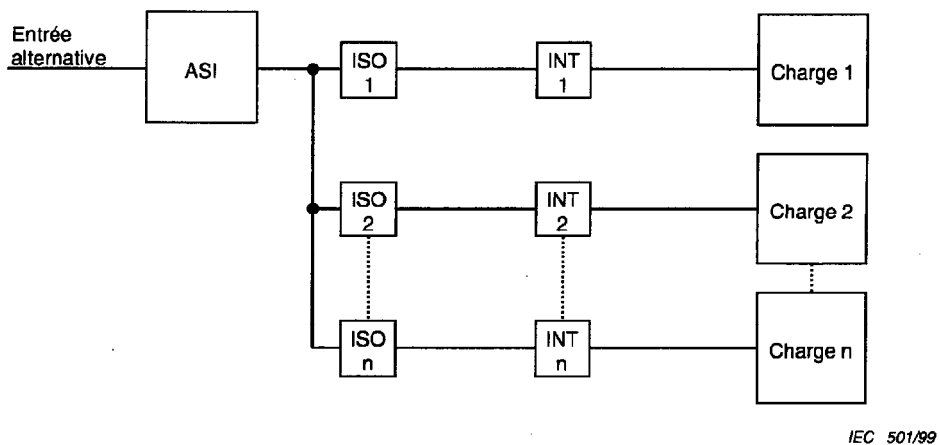 Entrée
alternative
ASI
ISO
1
INT
1
Charge 1
ISO
2
INT
2
Charge 2
ISO
n
INT
n
Charge n
IEC 501/99